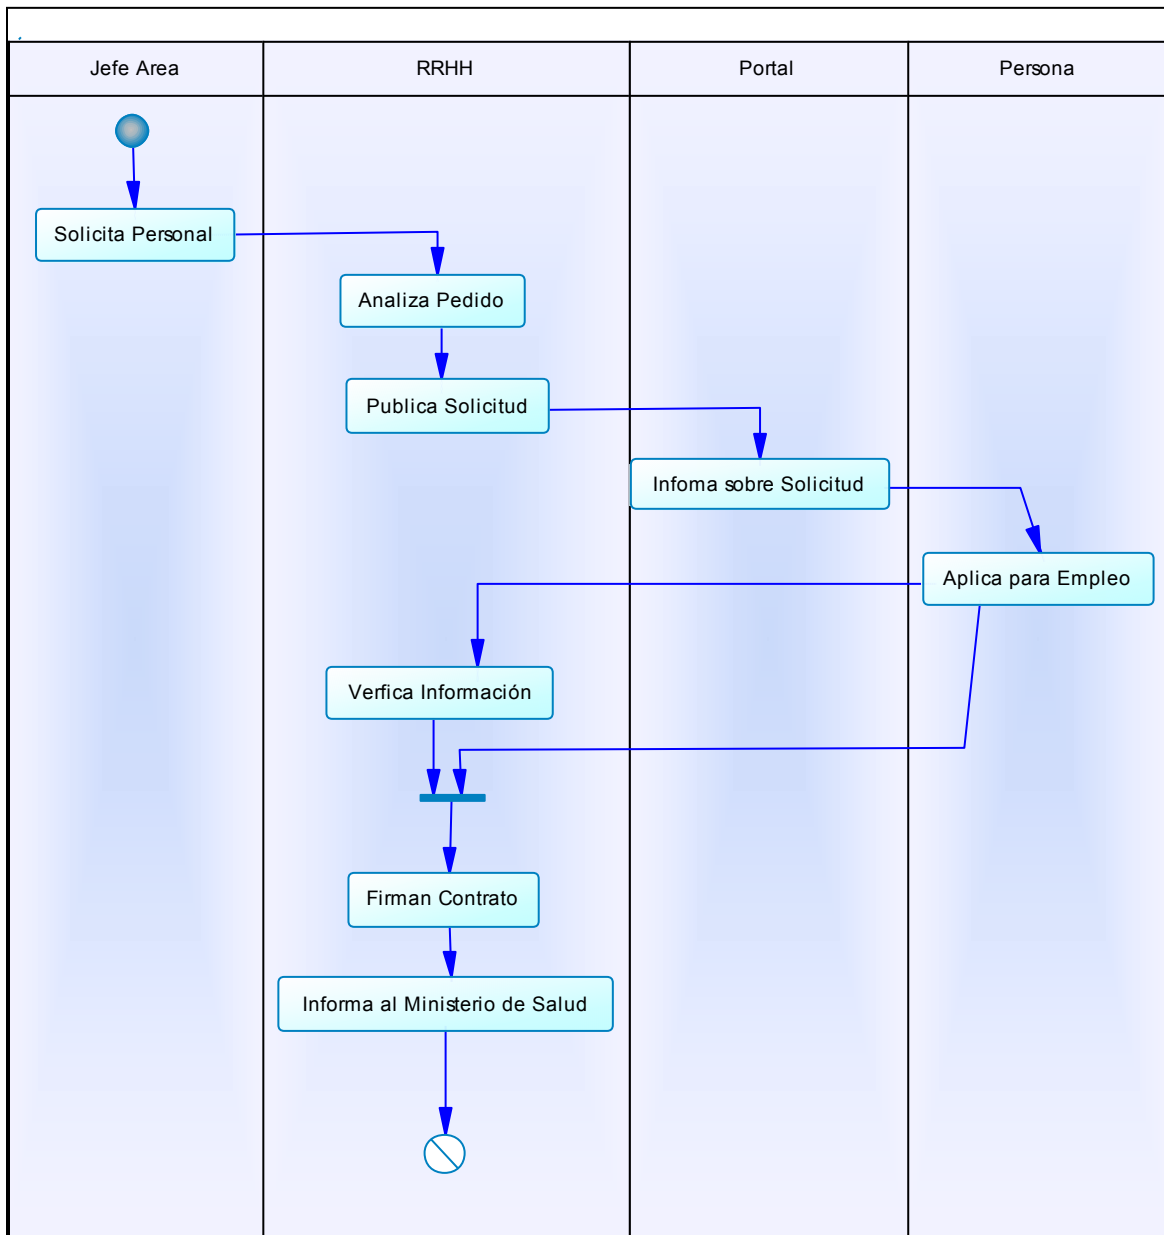 Jefe Area
RRHH
Portal
Persona
Solicita Personal
Analiza Pedido
Publica Solicitud
Infoma sobre Solicitud
Aplica para Empleo
Verfica Información
Firman Contrato
Informa al Ministerio de Salud